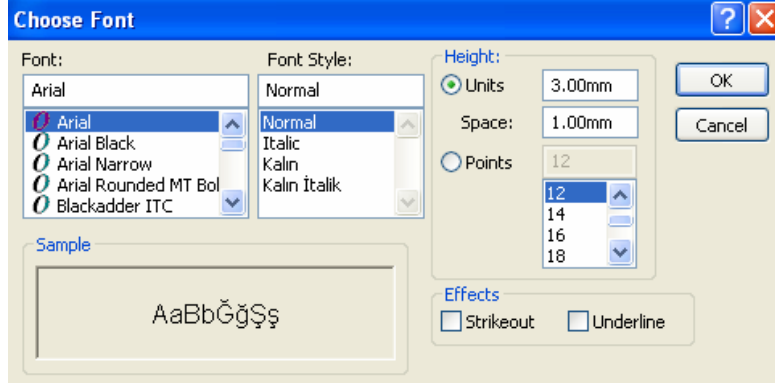 Choose Font
Font:
Arial
Arial
Arial Black
Arial Narrow
Arial Rounded MT Bol
Blackadder ITC
Font Style:
Normal
Normal
Italic
Kalın
Kalın İtalik
Height:
Units 3.00mm
Space: 1.00mm
Points 12
12
14
16
18
OK
Cancel
Sample
AaBbĞğŞş
Effects
Strikeout Underline